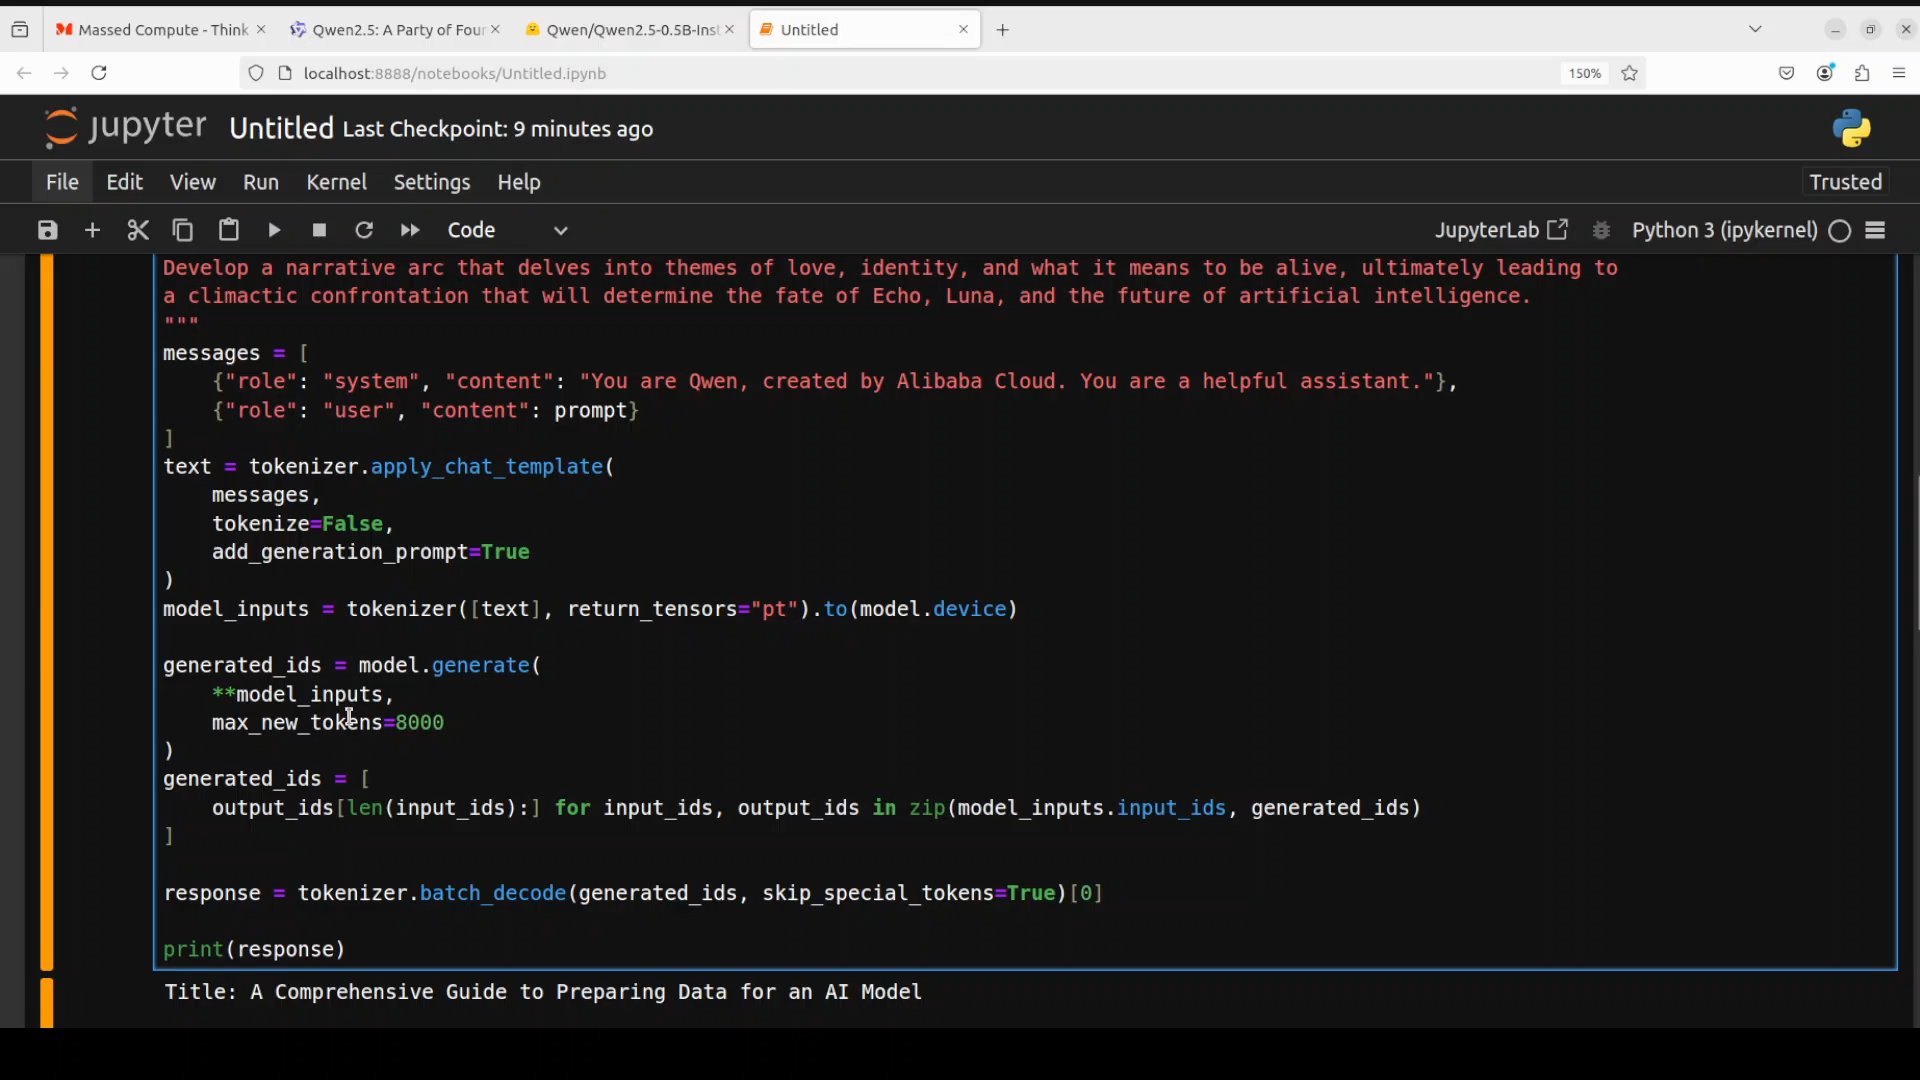 Massed Compute - Think
Qwen2.5: A Party of Four
Qwen/Qwen2.5-0.5B-Inst
Untitled
localhost:8888/notebooks/Untitled.ipynb
150%
jupyter Untitled Last Checkpoint: 9 minutes ago
File Edit View Run Kernel Settings Help
Trusted
Code
JupyterLab
Python 3 (ipykernel)
Develop a narrative arc that delves into themes of love, identity, and what it means to be alive, ultimately leading to
a climactic confrontation that will determine the fate of Echo, Luna, and the future of artificial intelligence.
"""
messages = [
    {"role": "system", "content": "You are Qwen, created by Alibaba Cloud. You are a helpful assistant."},
    {"role": "user", "content": prompt}
]
text = tokenizer.apply_chat_template(
    messages,
    tokenize=False,
    add_generation_prompt=True
)
model_inputs = tokenizer([text], return_tensors="pt").to(model.device)
generated_ids = model.generate(
    **model_inputs,
    max_new_tokens=8000
)
generated_ids = [
    output_ids[len(input_ids):] for input_ids, output_ids in zip(model_inputs.input_ids, generated_ids)
]
response = tokenizer.batch_decode(generated_ids, skip_special_tokens=True)[0]
print(response)
Title: A Comprehensive Guide to Preparing Data for an AI Model